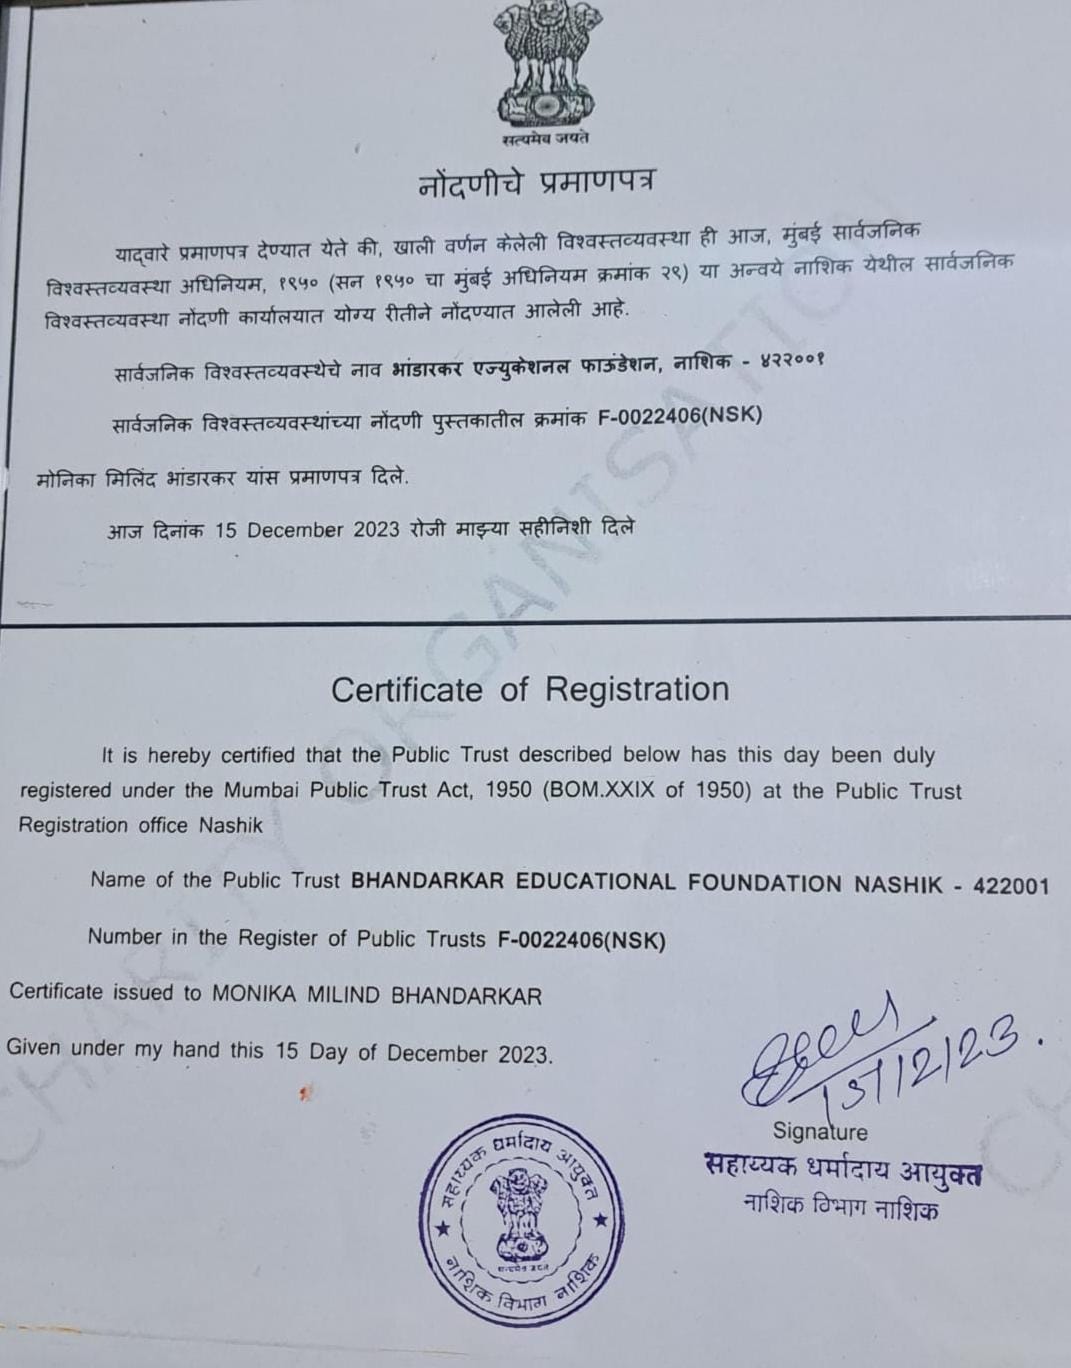 सत्यमेव जयते
नोंदणीचे प्रमाणपत्र
याद्वारे प्रमाणपत्र देण्यात येते की, खाली वर्णन केलेली विश्वस्तव्यवस्था ही आज, मुंबई सार्वजनिक
विश्वस्तव्यवस्था अधिनियम, १९५० (सन १९५० चा मुंबई अधिनियम क्रमांक २९) या अन्वये नाशिक येथील सार्वजनिक
विश्वस्तव्यवस्था नोंदणी कार्यालयात योग्य रीतीने नोंदण्यात आलेली आहे.
सार्वजनिक विश्वस्तव्यवस्थेचे नाव भांडारकर एज्युकेशनल फाऊंडेशन, नाशिक - ४२२००१
सार्वजनिक विश्वस्तव्यवस्थांच्या नोंदणी पुस्तकातील क्रमांक F-0022406(NSK)
मोनिका मिलिंद भांडारकर यांस प्रमाणपत्र दिले.
आज दिनांक 15 December 2023 रोजी माझ्या सहीनिशी दिले
Certificate of Registration
It is hereby certified that the Public Trust described below has this day been duly
registered under the Mumbai Public Trust Act, 1950 (BOM.XXIX of 1950) at the Public Trust
Registration office Nashik
Name of the Public Trust BHANDARKAR EDUCATIONAL FOUNDATION NASHIK - 422001
Number in the Register of Public Trusts F-0022406(NSK)
Certificate issued to MONIKA MILIND BHANDARKAR
Given under my hand this 15 Day of December 2023.
15/12/23.
Signature
सहाय्यक धर्मादाय आयुक्त
नाशिक विभाग नाशिक
सहाय्यक धर्मादाय आयुक्त
नाशिक विभाग नाशिक
CHARITY ORGANISATION
CH